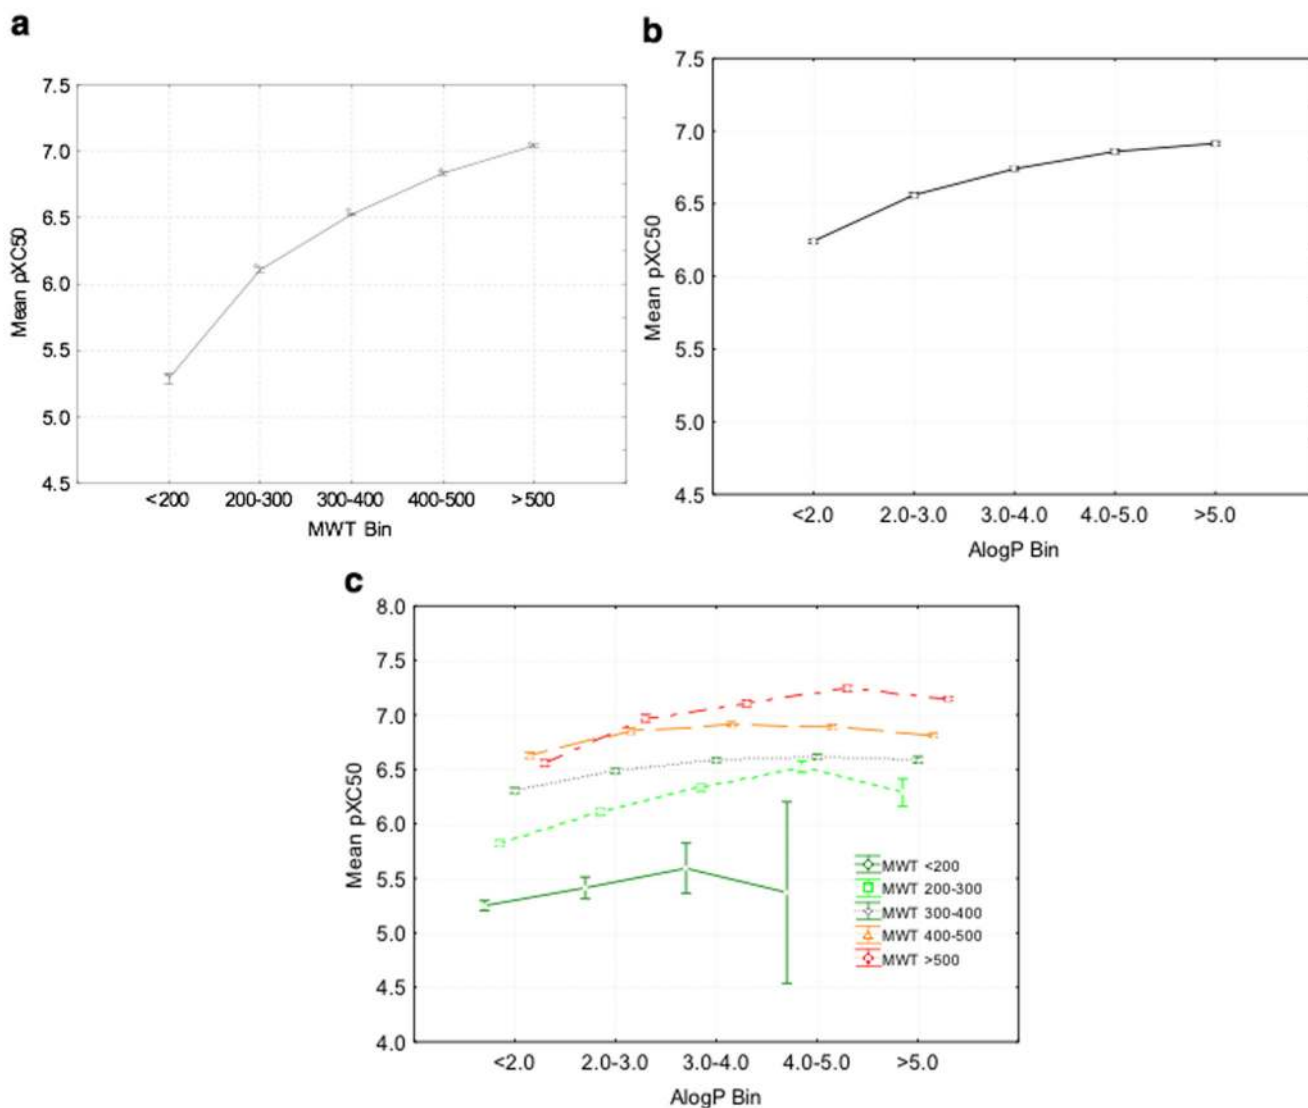 a
7.5
7.0
6.5
6.0
5.5
5.0
4.5
Mean pXC50
<200 200-300 300-400 400-500 >500
MWT Bin
b
7.5
7.0
6.5
6.0
5.5
5.0
4.5
Mean pXC50
<2.0 2.0-3.0 3.0-4.0 4.0-5.0 >5.0
AlogP Bin
c
8.0
7.5
7.0
6.5
6.0
5.5
5.0
4.5
4.0
Mean pXC50
MWT <200
MWT 200-300
MWT 300-400
MWT 400-500
MWT >500
<2.0 2.0-3.0 3.0-4.0 4.0-5.0 >5.0
AlogP Bin